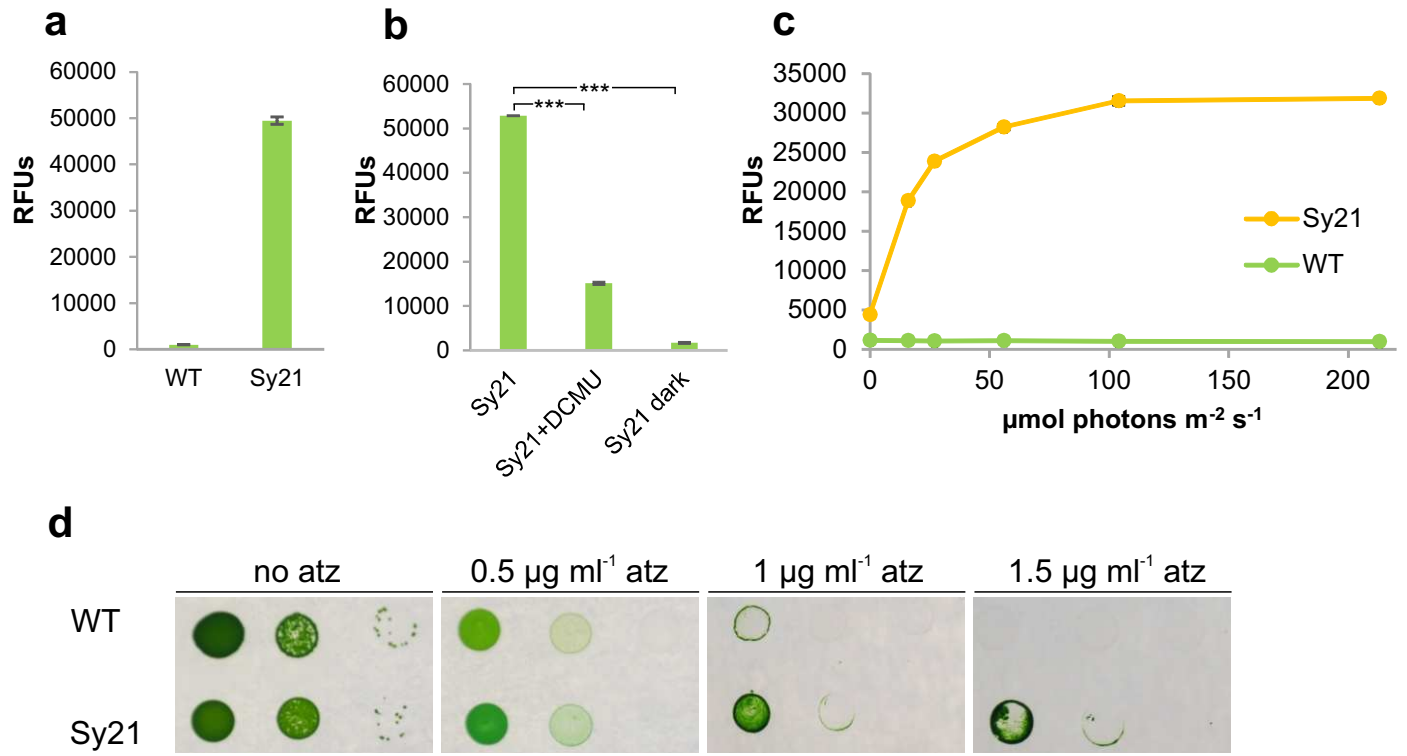 a
60000
50000
40000
30000
20000
10000
0
RFUs
WT
Sy21
b
60000
50000
40000
30000
20000
10000
0
RFUs
***
***
Sy21
Sy21+DCMU
Sy21 dark
c
35000
30000
25000
20000
15000
10000
5000
0
RFUs
0
50
100
150
200
µmol photons m⁻² s⁻¹
Sy21
WT
d
no atz
0.5 µg ml⁻¹ atz
1 µg ml⁻¹ atz
1.5 µg ml⁻¹ atz
WT
Sy21